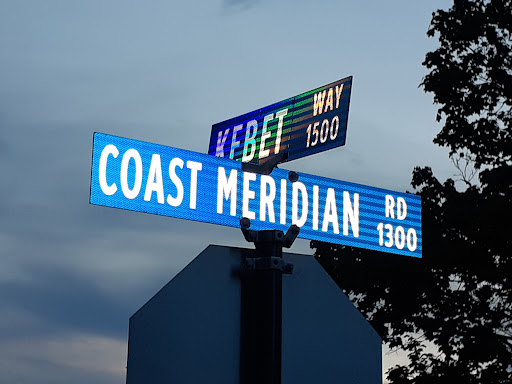 KEBET WAY
1500
COAST MERIDIAN RD
1300